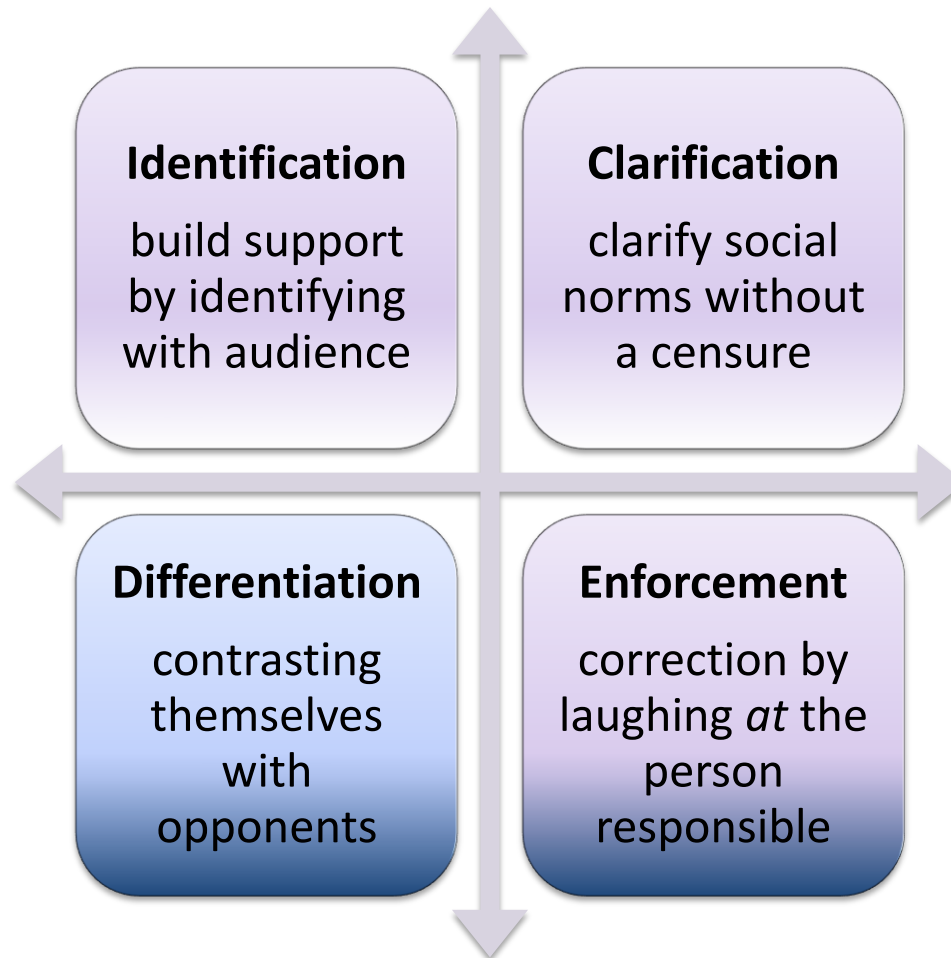 Identification
build support
by identifying
with audience
Clarification
clarify social
norms without
a censure
Differentiation
contrasting
themselves
with
opponents
Enforcement
correction by
laughing at the
person
responsible